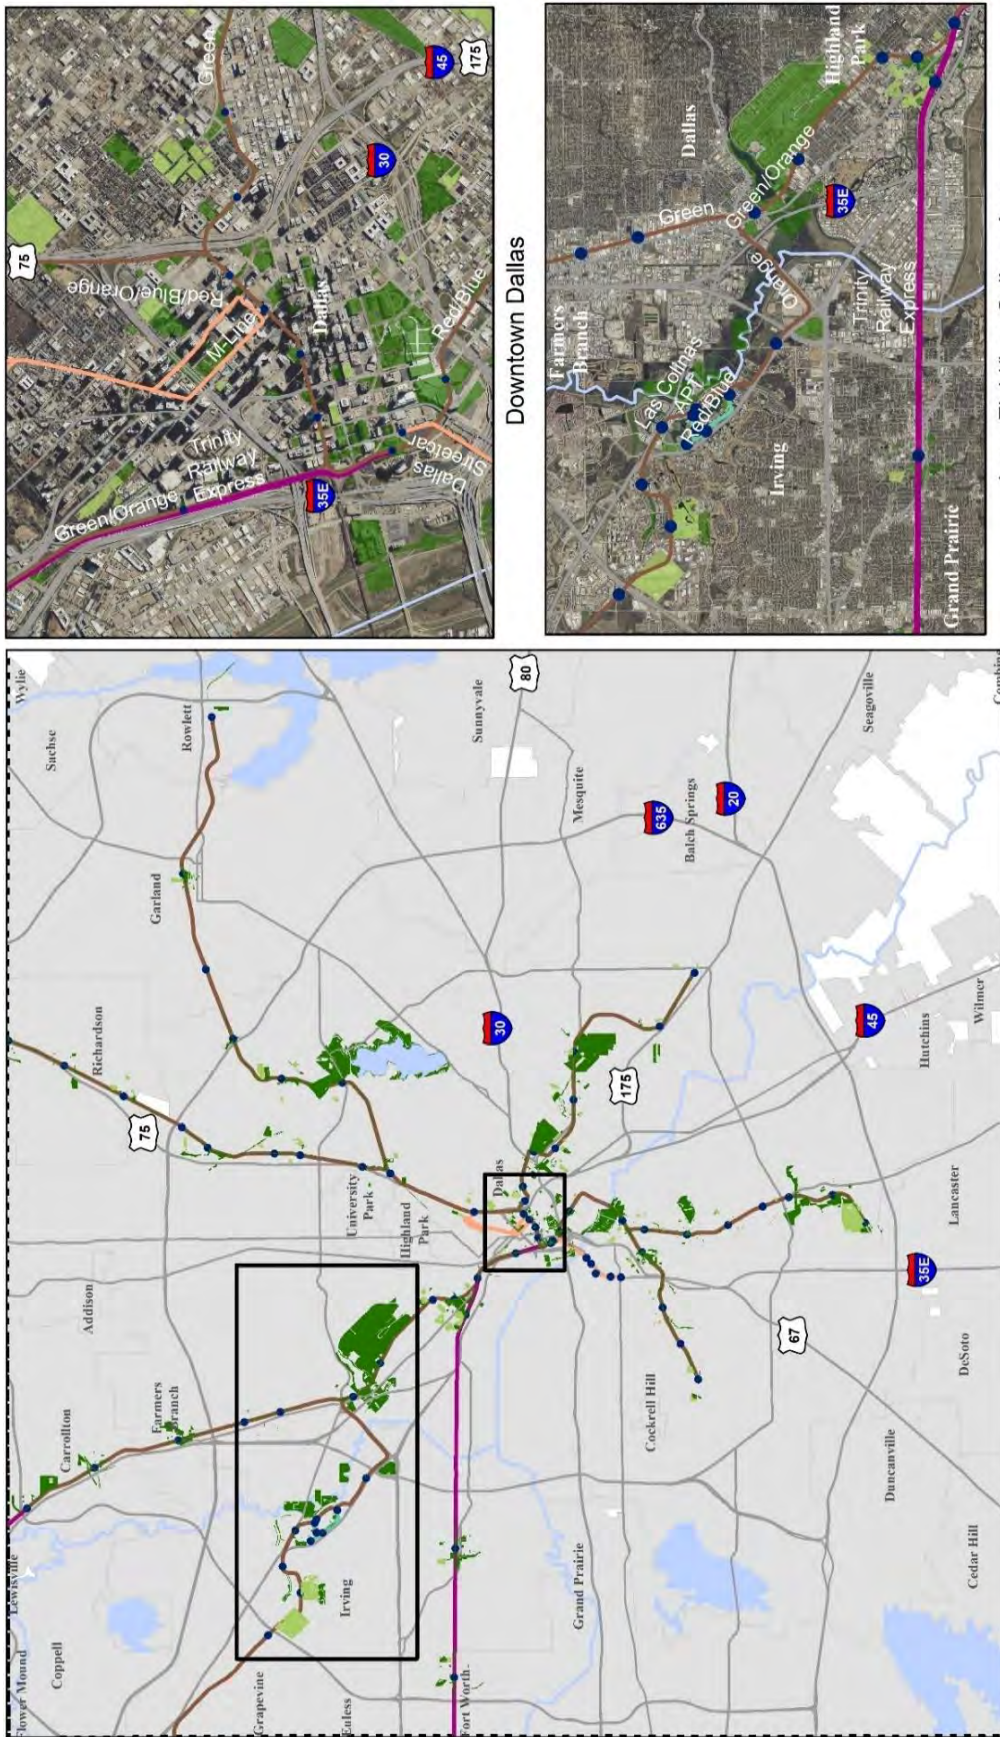 75
Green
45
175
30
Red/Blue/Orange
M-Line
Dallas
Trinity
Railway
Express
Green/Orange
35E
Red/Blue
Dallas
Streetcar
Downtown Dallas
Highland
Park
Dallas
Green/Orange
Green
35E
Orange
Farmers
Branch
Trinity
Railway
Express
Las Colinas
APT
Red/Blue
Irving
Grand Prairie
Wylie
Sachse
Rowlett
Sunnyvale
80
Seagoville
Mesquite
635
Balch Springs
20
Garland
Richardson
75
30
175
45
Hutchins
Wilmer
University
Park
Highland
Park
Dallas
Lancaster
35E
Addison
67
DeSoto
Carrollton
Farmers
Branch
Cockrell Hill
Duncanville
Lewisville
Flower Mound
Coppell
Irving
Grand Prairie
Cedar Hill
Grapevine
Euless
Fort Worth